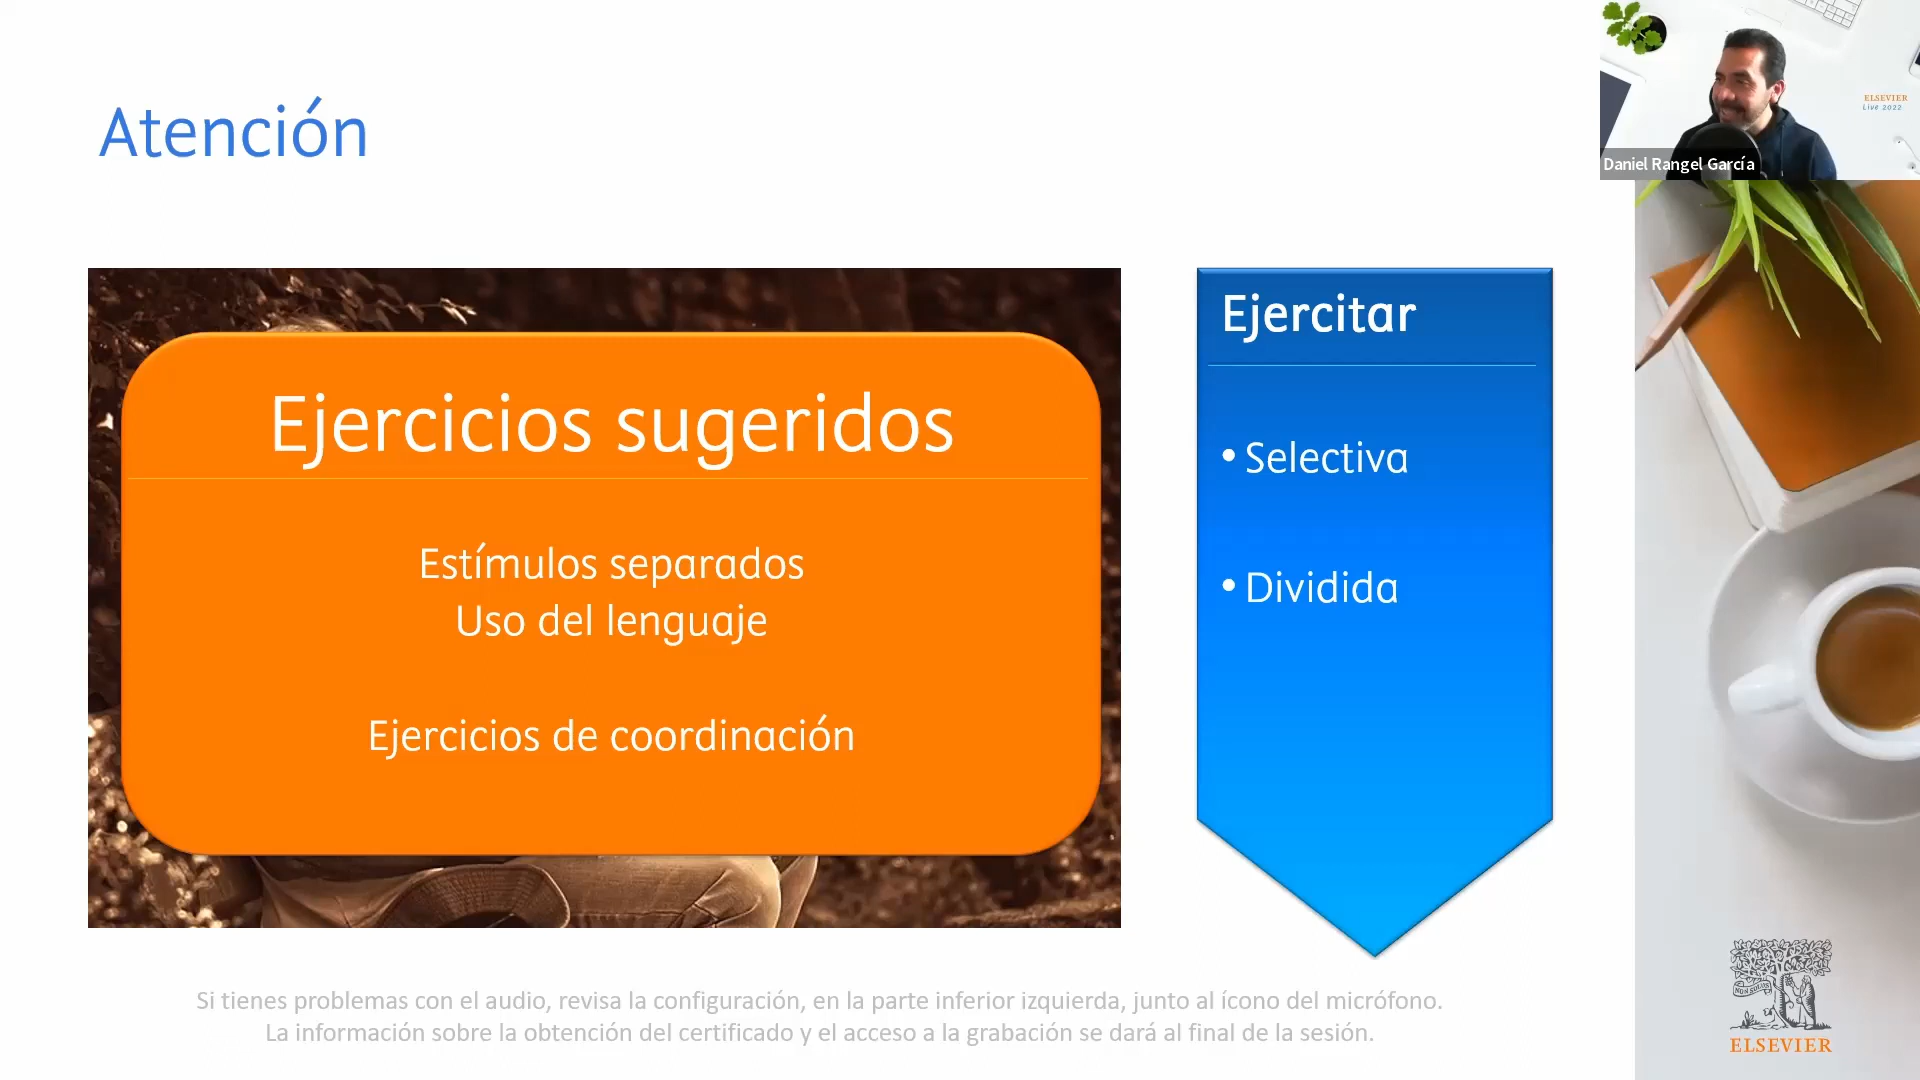 Atención
ELSEVIER
Live 2022
Daniel Rangel García
Ejercicios sugeridos
Estímulos separados
Uso del lenguaje
Ejercicios de coordinación
Ejercitar
• Selectiva
• Dividida
Si tienes problemas con el audio, revisa la configuración, en la parte inferior izquierda, junto al ícono del micrófono.
La información sobre la obtención del certificado y el acceso a la grabación se dará al final de la sesión.
NON SOLUS
ELSEVIER